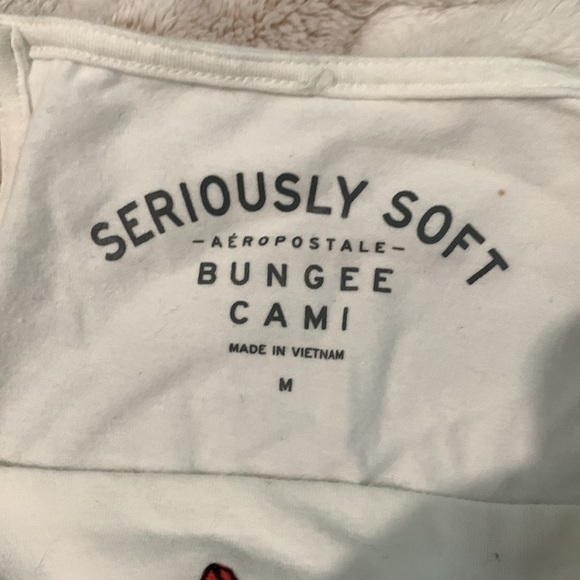 SERIOUSLY SOFT
–AÉROPOSTALE–
BUNGEE
CAMI
MADE IN VIETNAM
M